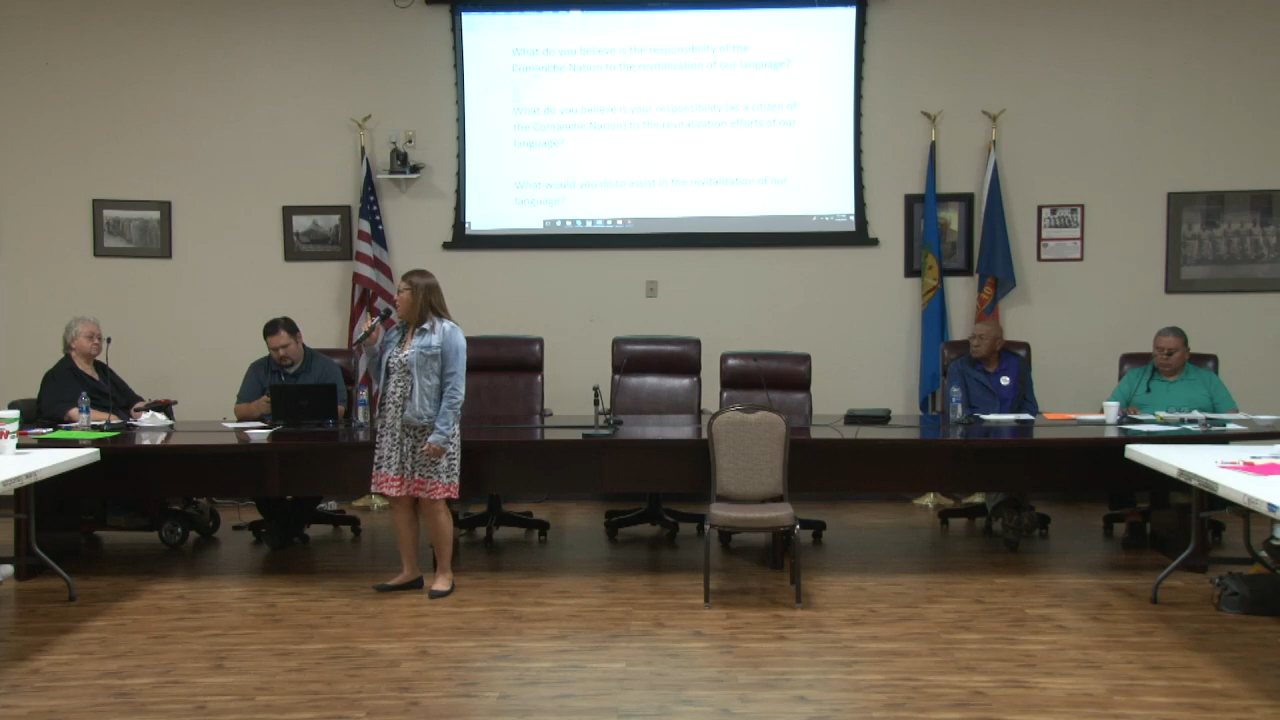 What do you believe is the responsibility of the
Comanche Nation to the revitalization of our language?
What do you believe is your responsibility (as a citizen of
the Comanche Nation) to the revitalization efforts of our
language?
What would you do to assist in the revitalization of our
language?